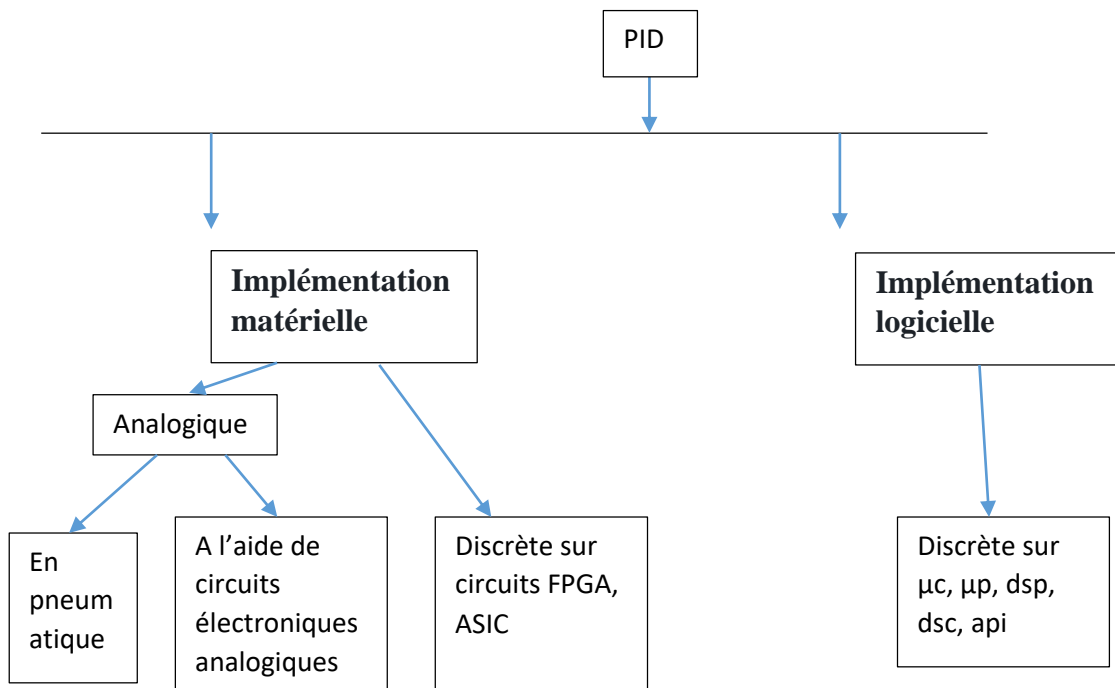 PID
Implémentation
matérielle
Implémentation
logicielle
Analogique
En
pneum
atique
A l’aide de
circuits
électroniques
analogiques
Discrète sur
circuits FPGA,
ASIC
Discrète sur
µc, µp, dsp,
dsc, api